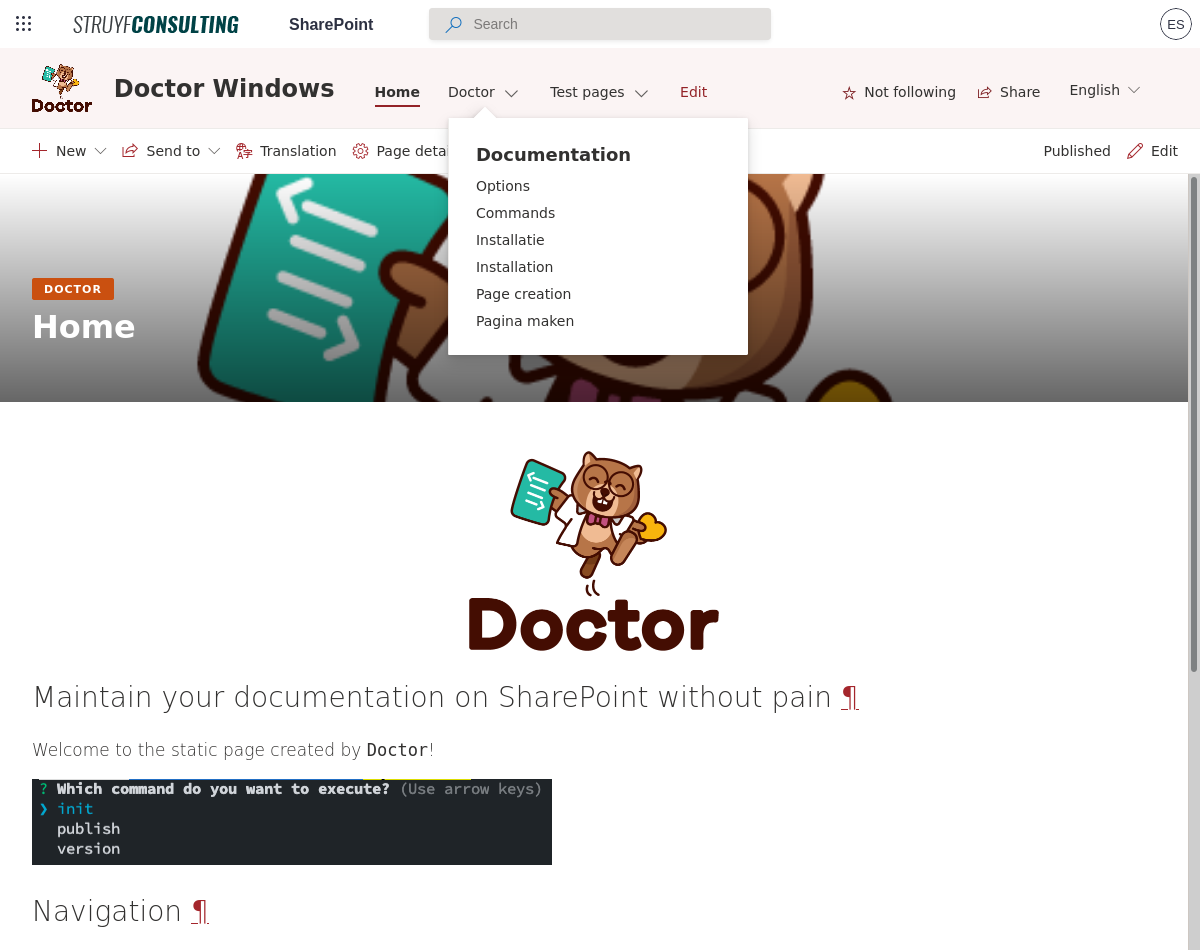 STRUYFCONSULTING SharePoint Search ES
Doctor Doctor Windows Home Doctor Test pages Edit Not following Share English
New Send to Translation Page Published Edit
Documentation
Options
Commands
Installatie
Installation
Page creation
Pagina maken
DOCTOR
Home
Doctor
Maintain your documentation on SharePoint without pain ¶
Welcome to the static page created by Doctor!
? Which command do you want to execute? (Use arrow keys)
❯ init
publish
version
Navigation ¶